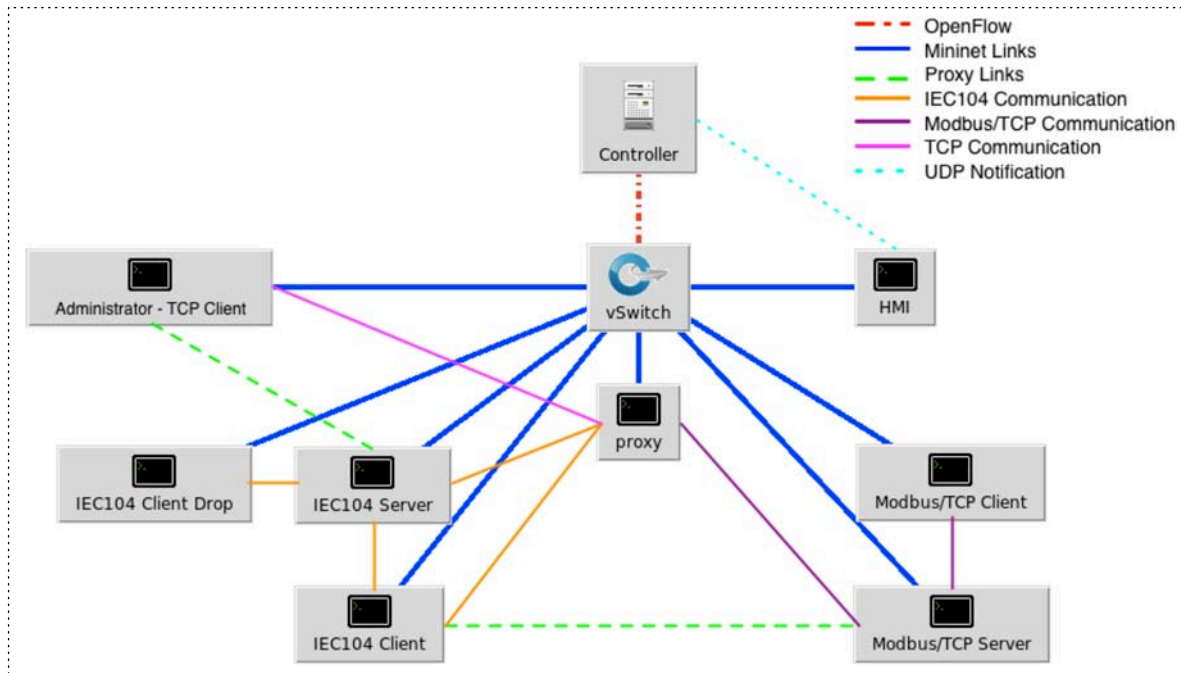 OpenFlow
Mininet Links
Proxy Links
IEC104 Communication
Modbus/TCP Communication
TCP Communication
UDP Notification
Controller
Administrator - TCP Client
vSwitch
HMI
proxy
IEC104 Client Drop
IEC104 Server
Modbus/TCP Client
IEC104 Client
Modbus/TCP Server